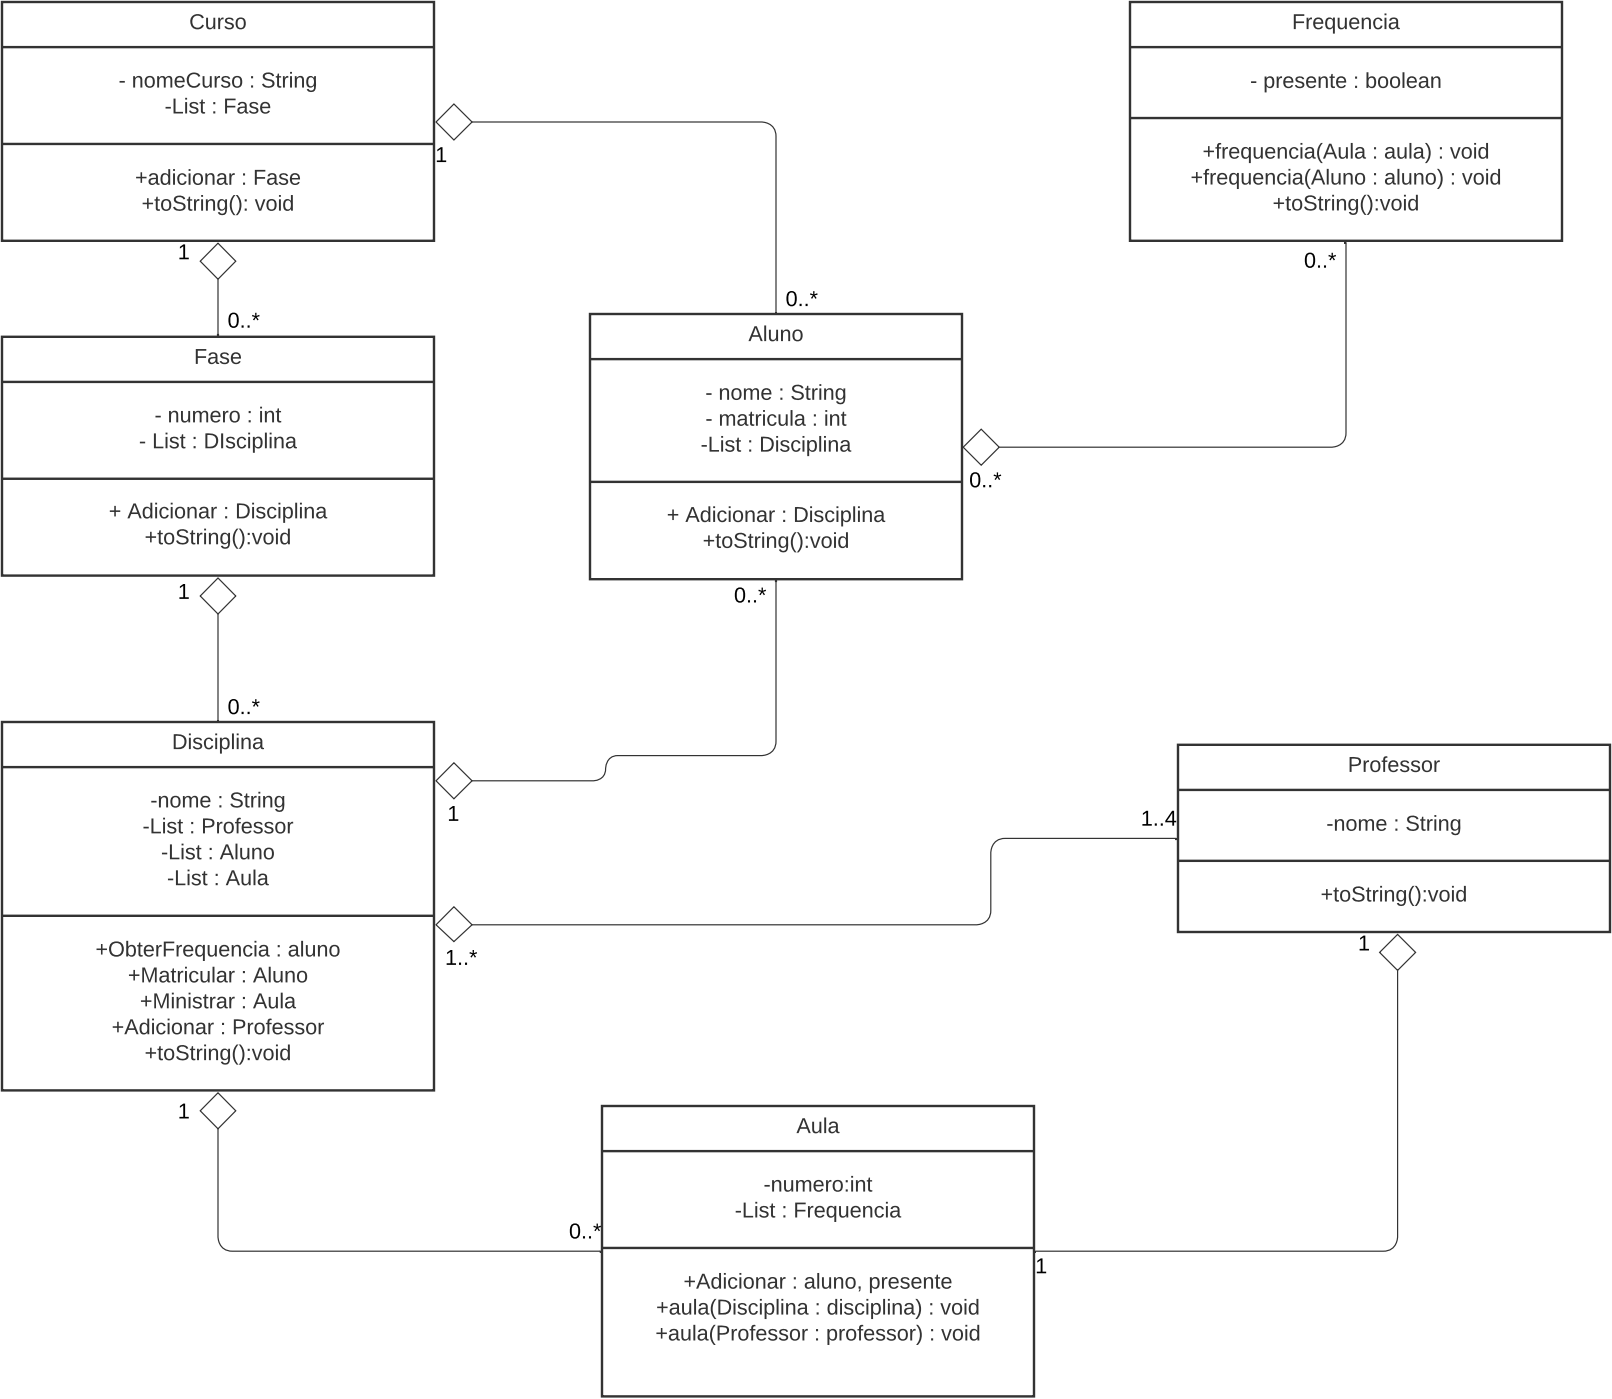 Curso
- nomeCurso : String
-List : Fase
+adicionar : Fase
+toString(): void
1
1
0..*
Frequencia
- presente : boolean
+frequencia(Aula : aula) : void
+frequencia(Aluno : aluno) : void
+toString():void
0..*
0..*
Fase
- numero : int
- List : DIsciplina
+ Adicionar : Disciplina
+toString():void
1
0..*
Aluno
- nome : String
- matricula : int
-List : Disciplina
+ Adicionar : Disciplina
+toString():void
0..*
0..*
Disciplina
-nome : String
-List : Professor
-List : Aluno
-List : Aula
+ObterFrequencia : aluno
+Matricular : Aluno
+Ministrar : Aula
+Adicionar : Professor
+toString():void
1
1..*
1
1..4
Professor
-nome : String
+toString():void
1
Aula
-numero:int
-List : Frequencia
+Adicionar : aluno, presente
+aula(Disciplina : disciplina) : void
+aula(Professor : professor) : void
0..*
1